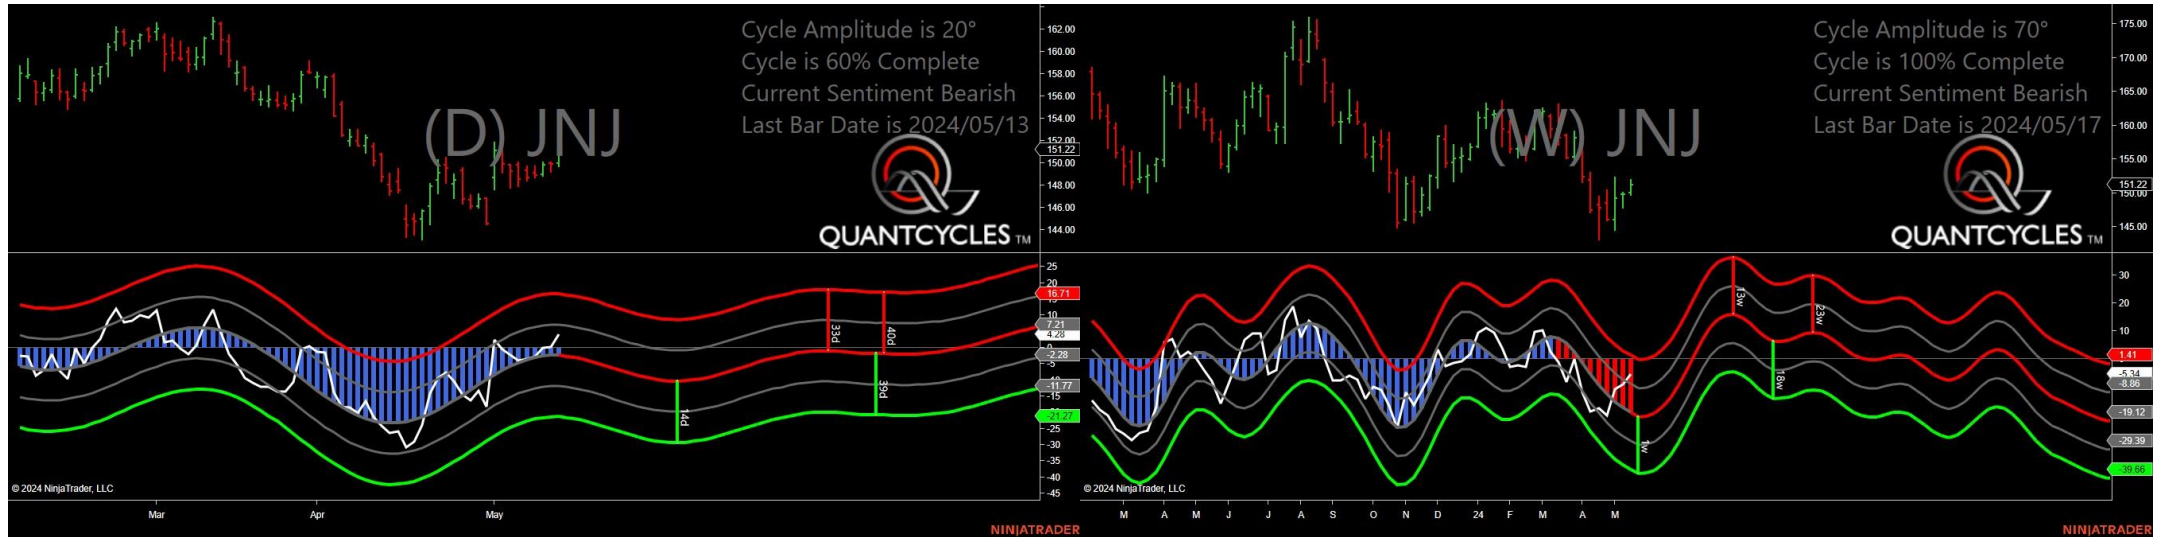 Cycle Amplitude is 20°
Cycle is 60% Complete
Current Sentiment Bearish
Last Bar Date is 2024/05/13
(D) JNJ
QUANTCYCLES TM
162.00
160.00
158.00
156.00
154.00
152.00
151.22
150.00
148.00
146.00
144.00
25
20
16.71
10
7.21
4.28
0
-2.28
-5
-11.77
-21.27
-25
-30
-35
-40
-45
33d
40d
39d
14d
© 2024 NinjaTrader, LLC
Mar Apr May
NINJATRADER
Cycle Amplitude is 70°
Cycle is 100% Complete
Current Sentiment Bearish
Last Bar Date is 2024/05/17
(W) JNJ
QUANTCYCLES TM
175.00
170.00
165.00
160.00
155.00
151.22
150.00
145.00
30
20
10
1.41
-5.34
-8.86
-19.12
-29.39
-39.66
13w
23w
18w
1w
© 2024 NinjaTrader, LLC
M A M J J A S O N D 24 F M A M
NINJATRADER